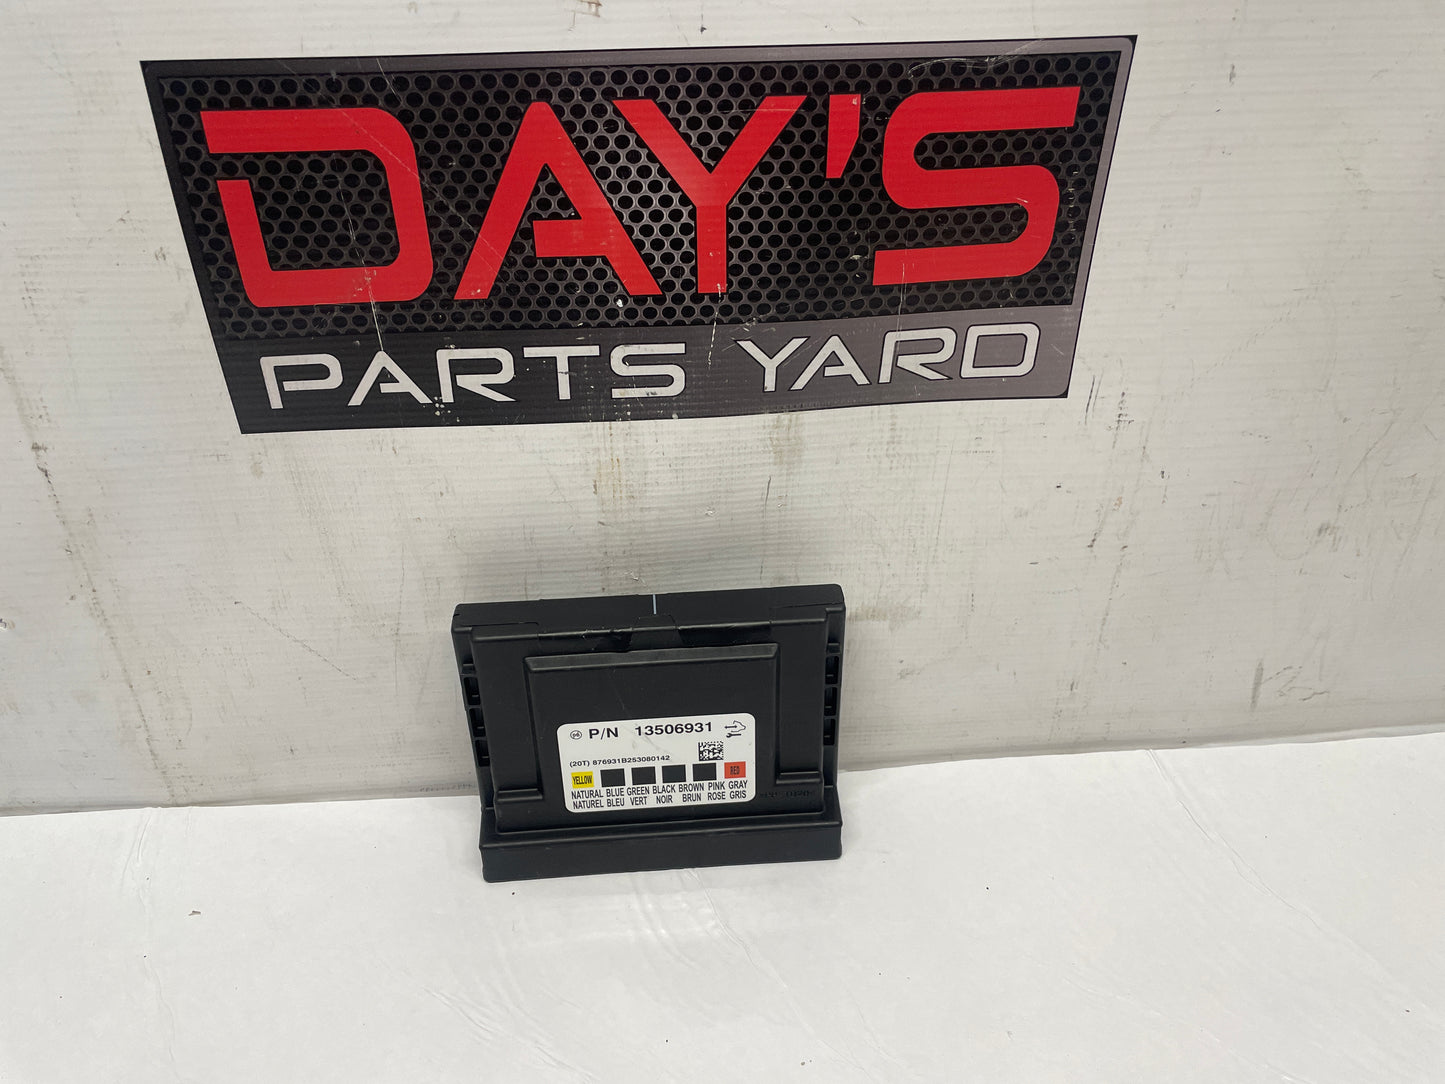 DAY'S
PARTS YARD
P/N 13506931
(20T) 876931B253080142
YELLOW RED
NATURAL BLUE GREEN BLACK BROWN PINK GRAY
NATUREL BLEU VERT NOIR BRUN ROSE GRIS